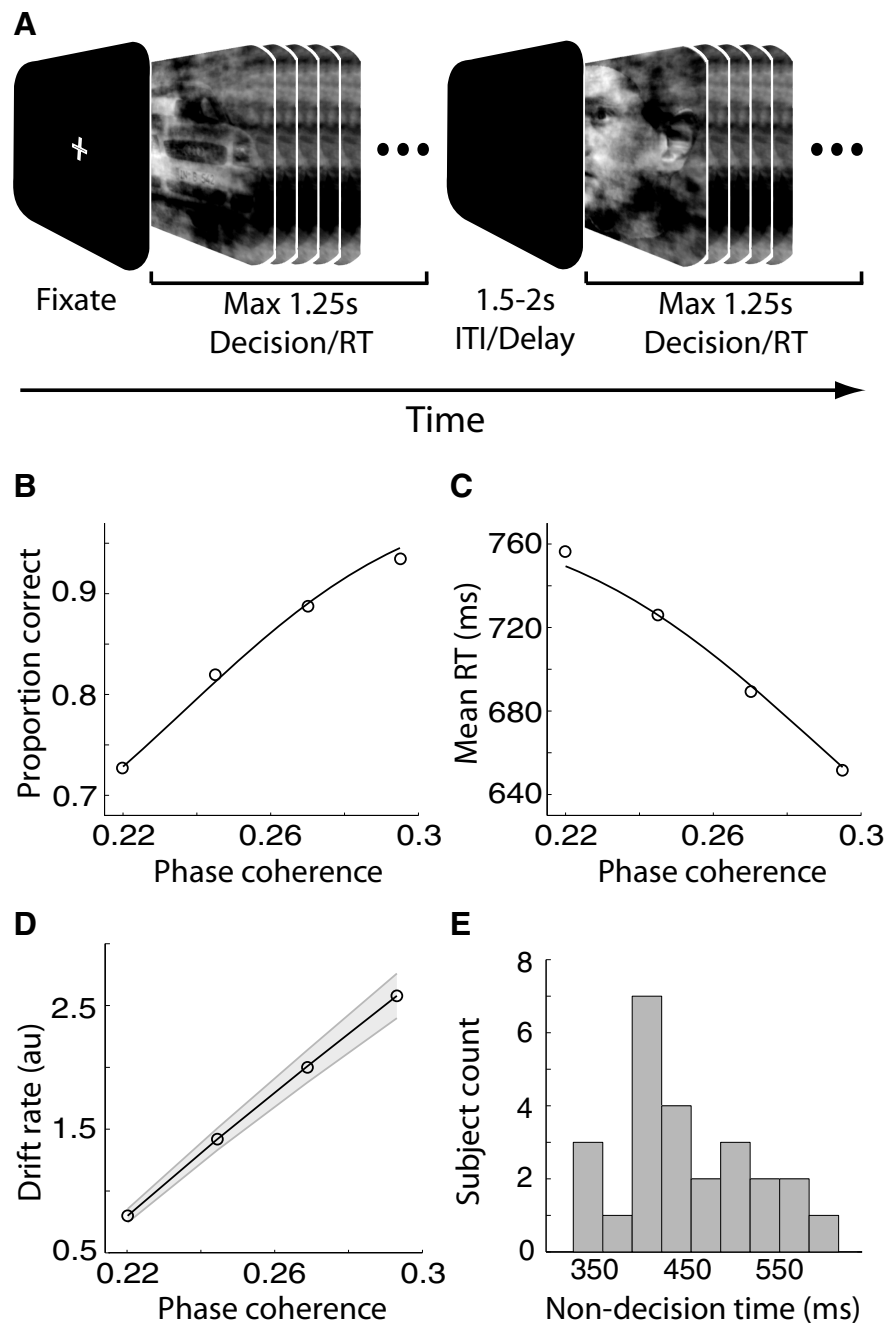 A
Fixate
Max 1.25s
Decision/RT
1.5-2s
ITI/Delay
Max 1.25s
Decision/RT
Time
B
Proportion correct
0.9
0.8
0.7
0.22
0.26
0.3
Phase coherence
C
Mean RT (ms)
760
720
680
640
0.22
0.26
0.3
Phase coherence
D
Drift rate (au)
2.5
1.5
0.5
0.22
0.26
0.3
Phase coherence
E
Subject count
8
6
4
2
0
350
450
550
Non-decision time (ms)